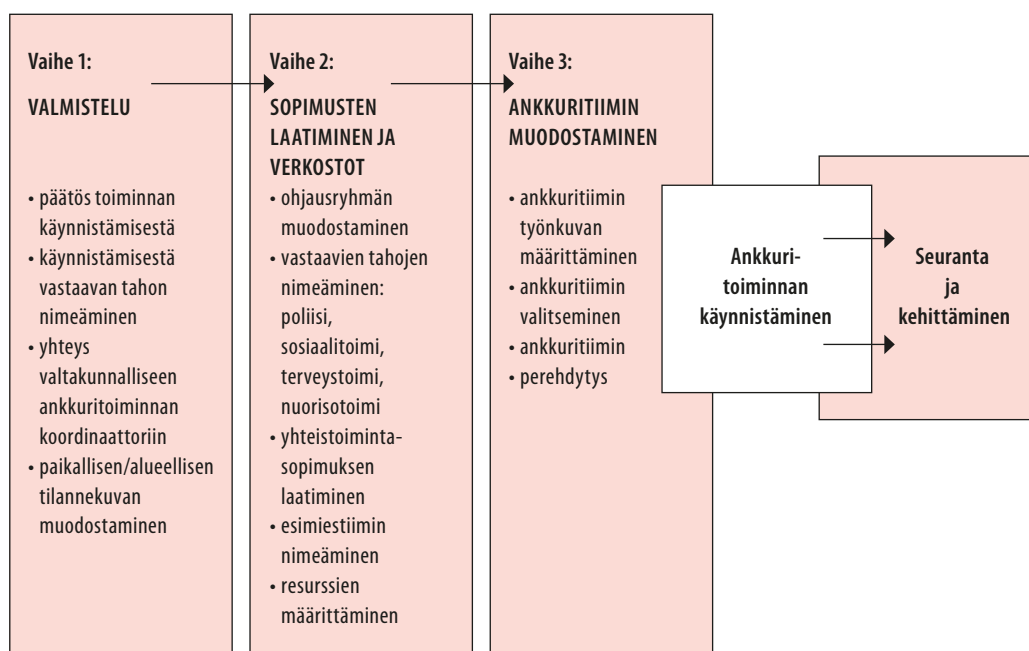 Vaihe 1:
VALMISTELU
• päätös toiminnan
käynnistämisestä
• käynnistämisestä
vastaavan tahon
nimeäminen
• yhteys
valtakunnalliseen
ankkuritoiminnan
koordinaattoriin
• paikallisen/alueellisen
tilannekuvan
muodostaminen
Vaihe 2:
SOPIMUSTEN
LAATIMINEN JA
VERKOSTOT
• ohjausryhmän
muodostaminen
• vastaavien tahojen
nimeäminen:
poliisi,
sosiaalitoimi,
terveystoimi,
nuorisotoimi
• yhteistoiminta-
sopimuksen
laatiminen
• esimiestiimin
nimeäminen
• resurssien
määrittäminen
Vaihe 3:
ANKKURITIIMIN
MUODOSTAMINEN
• ankkuritiimin
työnkuvan
määrittäminen
• ankkuritiimin
valitseminen
• ankkuritiimin
• perehdytys
Ankkuri-
toiminnan
käynnistäminen
Seuranta
ja
kehittäminen